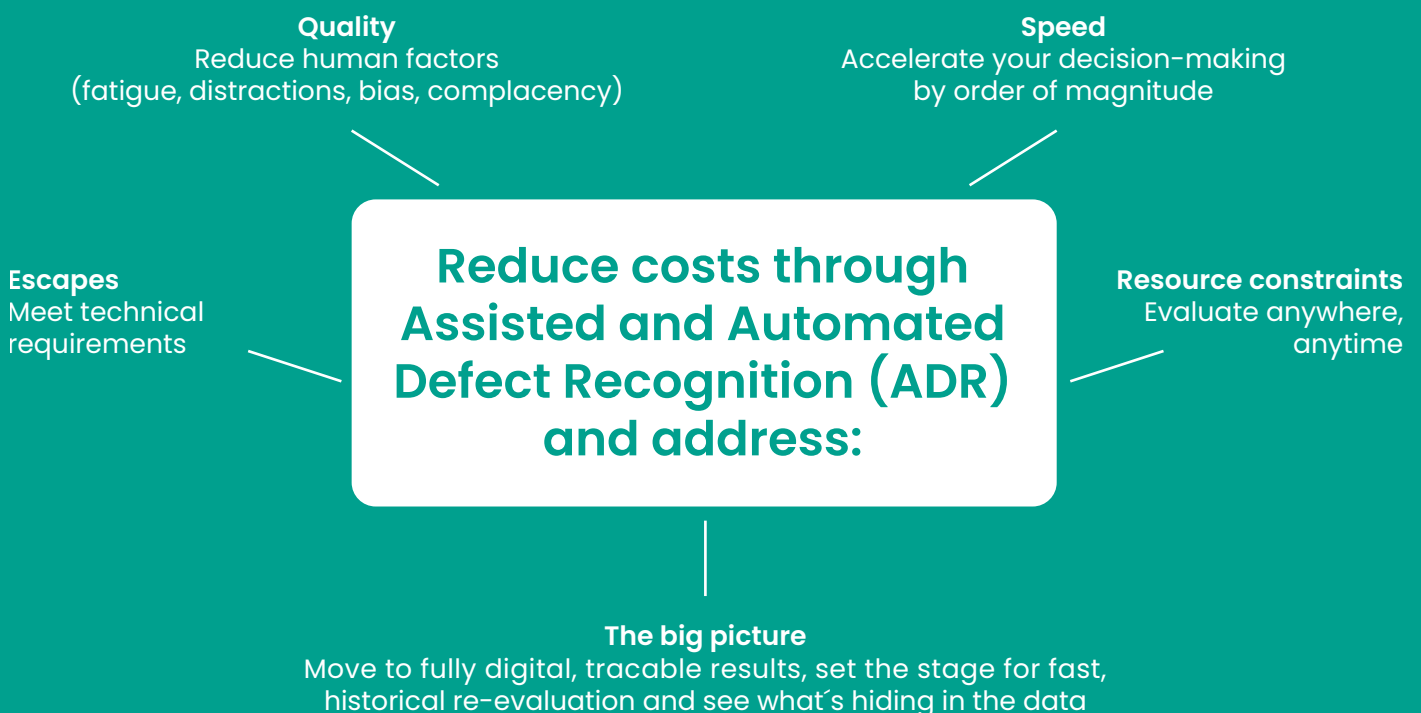 Quality
Reduce human factors
(fatigue, distractions, bias, complacency)
Speed
Accelerate your decision-making
by order of magnitude
Escapes
Meet technical
requirements
Reduce costs through
Assisted and Automated
Defect Recognition (ADR)
and address:
Resource constraints
Evaluate anywhere,
anytime
The big picture
Move to fully digital, tracable results, set the stage for fast,
historical re-evaluation and see what´s hiding in the data